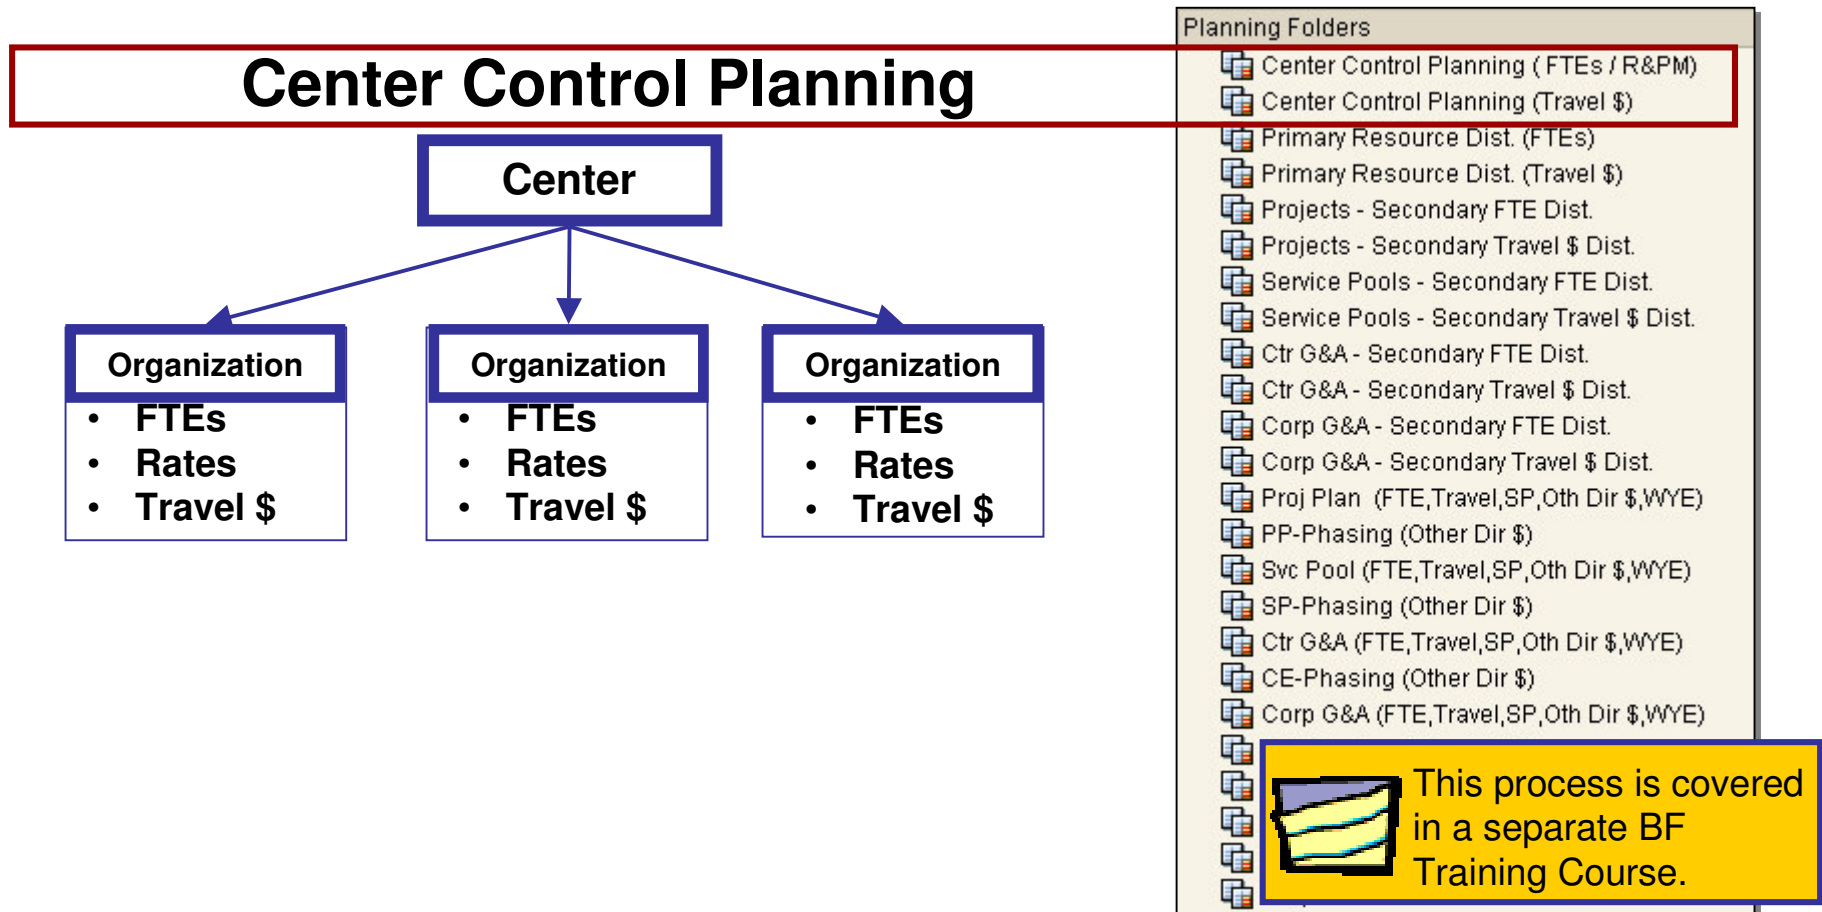 Center Control Planning
Center
Organization
• FTEs
• Rates
• Travel $
Organization
• FTEs
• Rates
• Travel $
Organization
• FTEs
• Rates
• Travel $
Planning Folders
Center Control Planning ( FTEs / R&PM)
Center Control Planning (Travel $)
Primary Resource Dist. (FTEs)
Primary Resource Dist. (Travel $)
Projects - Secondary FTE Dist.
Projects - Secondary Travel $ Dist.
Service Pools - Secondary FTE Dist.
Service Pools - Secondary Travel $ Dist.
Ctr G&A - Secondary FTE Dist.
Ctr G&A - Secondary Travel $ Dist.
Corp G&A - Secondary FTE Dist.
Corp G&A - Secondary Travel $ Dist.
Proj Plan  (FTE,Travel,SP,Oth Dir $,WYE)
PP-Phasing (Other Dir $)
Svc Pool (FTE,Travel,SP,Oth Dir $,WYE)
SP-Phasing (Other Dir $)
Ctr G&A (FTE,Travel,SP,Oth Dir $,WYE)
CE-Phasing (Other Dir $)
Corp G&A (FTE,Travel,SP,Oth Dir $,WYE)
This process is covered
in a separate BF
Training Course.